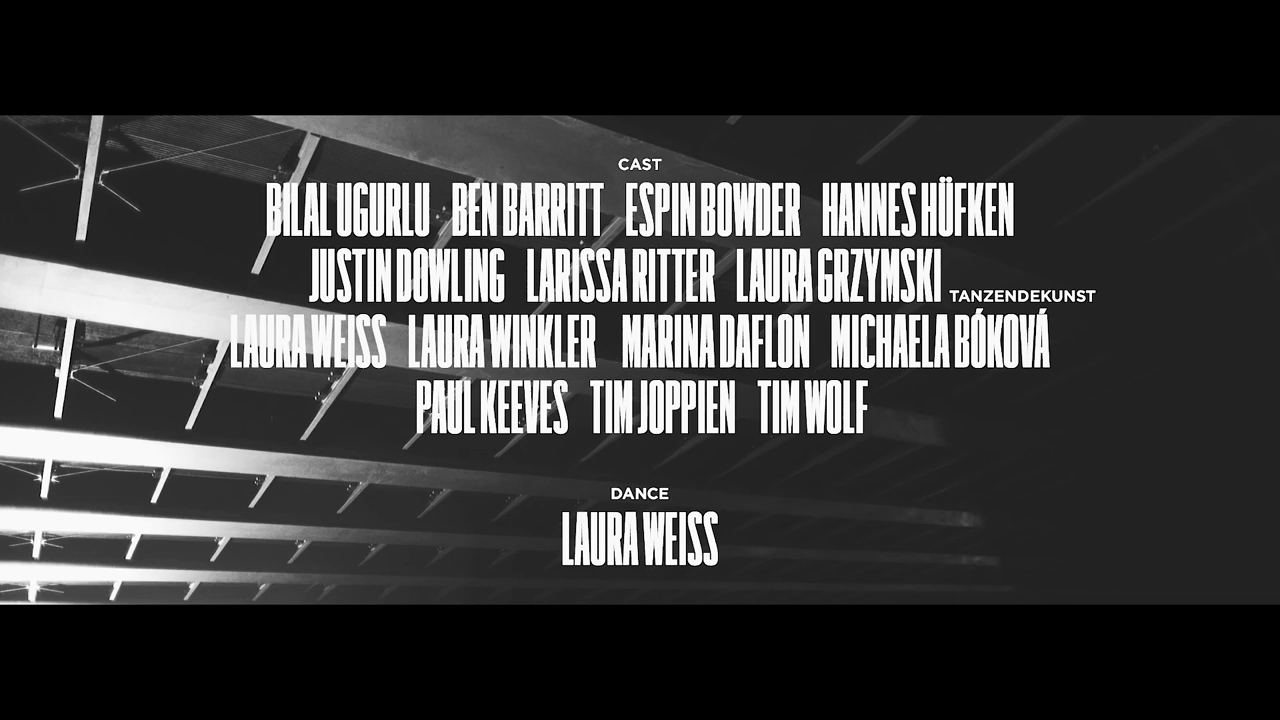 CAST
BILAL UGURLU BEN BARRITT ESPIN BOWDER HANNES HÖFKEN
JUSTIN DOWLING LARISSA RITTER LAURA GRZYMSKI TANZENDEKUNST
LAURA WEISS LAURA WINKLER MARINA DAFLON MICHAELA BÓKOVÁ
PAUL KEEVES TIM JOPPIEN TIM WOLF
DANCE
LAURA WEISS